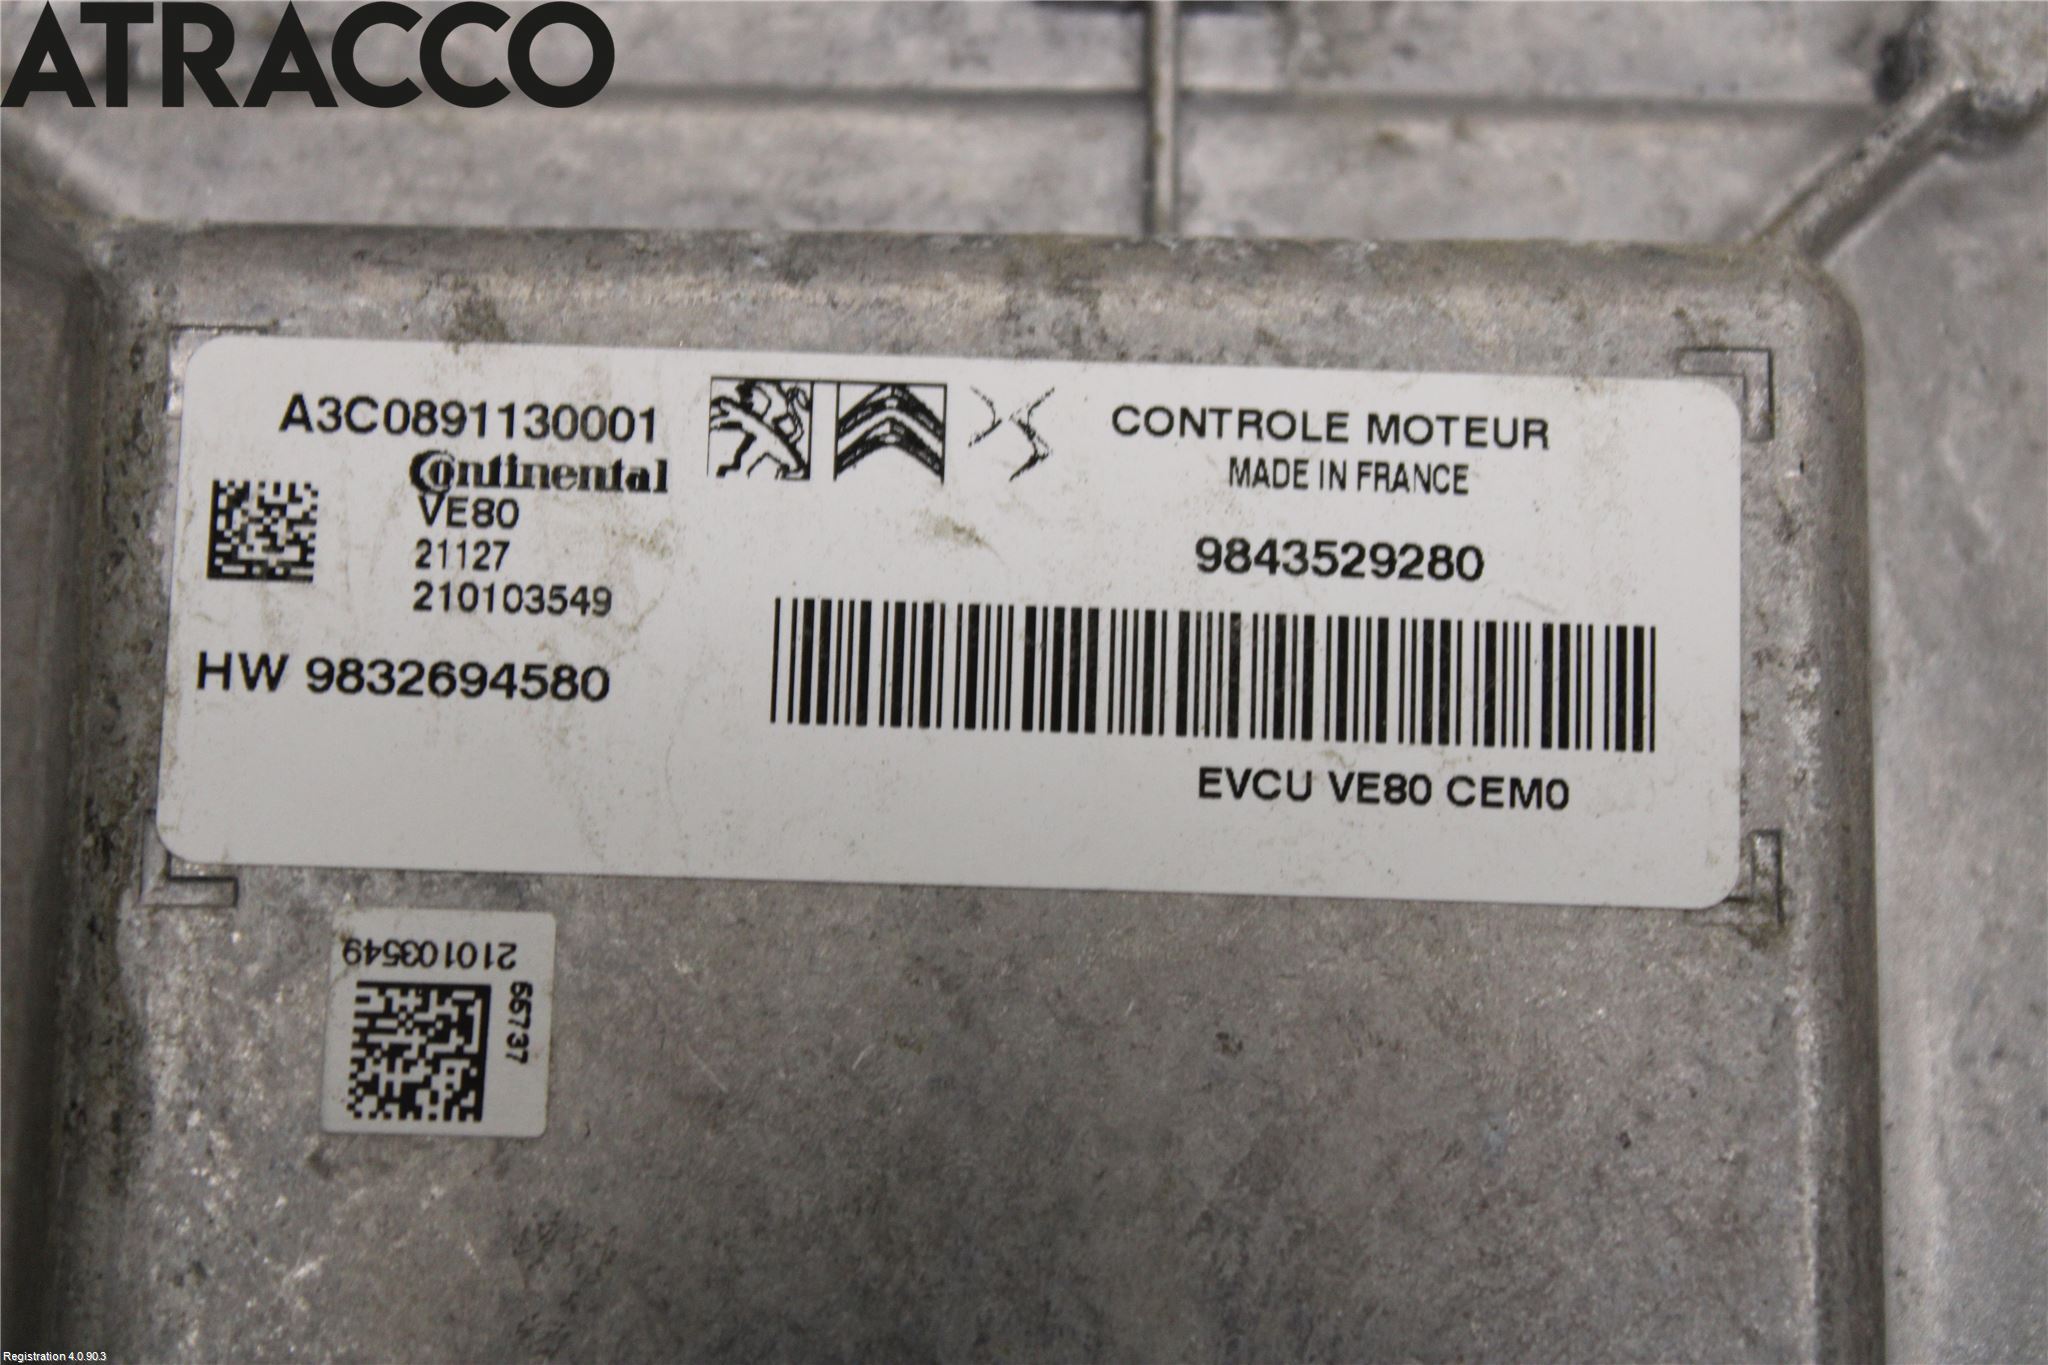 ATRACCO
A3C0891130001
Continental
VE80
21127
210103549
HW 9832694580
CONTROLE MOTEUR
MADE IN FRANCE
9843529280
EVCU VE80 CEM0
210103549
55737
Registration 4.0.90.3